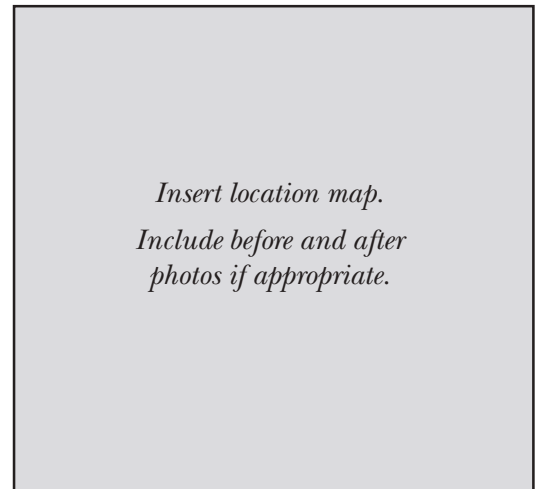 Insert location map.
Include before and after
photos if appropriate.